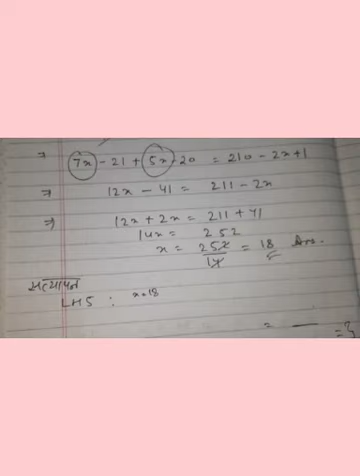 ⇒ 7x - 21 + 5x - 20 = 210 - 2x + 1
⇒ 12x - 41 = 211 - 2x
⇒ 12x + 2x = 211 + 41
14x = 252
x = 252/14 = 18 Ans.
सत्यापन
LHS : x = 18
= 
= 3